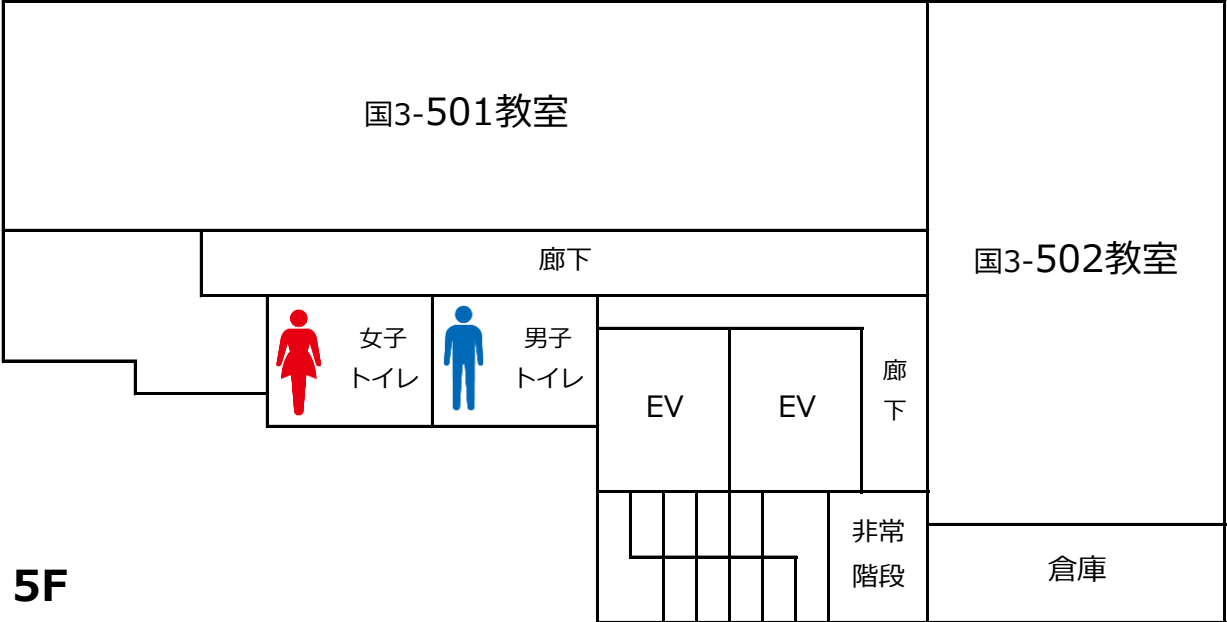 国3-501教室
廊下
国3-502教室
女子
トイレ
男子
トイレ
EV
EV
廊
下
非常
階段
倉庫
5F